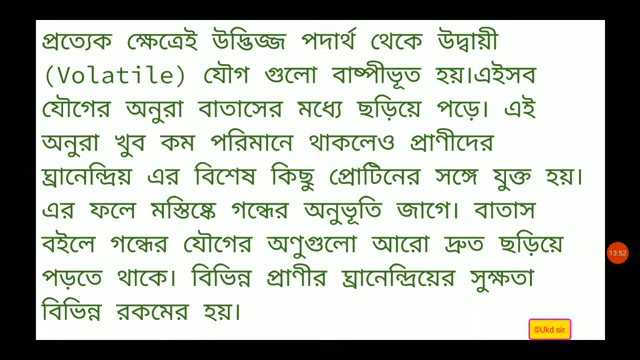 প্রত্যেক ক্ষেত্রেই উদ্ভিজ্জ পদার্থ থেকে উদ্বায়ী
(Volatile) যৌগ গুলো বাষ্পীভূত হয়।এইসব
যৌগের অনুরা বাতাসের মধ্যে ছড়িয়ে পড়ে। এই
অনুরা খুব কম পরিমানে থাকলেও প্রাণীদের
ঘ্রানেন্দ্রিয় এর বিশেষ কিছু প্রোটিনের সঙ্গে যুক্ত হয়।
এর ফলে মস্তিষ্কে গন্ধের অনুভূতি জাগে। বাতাস
বইলে গন্ধের যৌগের অণুগুলো আরো দ্রুত ছড়িয়ে
পড়তে থাকে। বিভিন্ন প্রাণীর ঘ্রানেন্দ্রিয়ের সুক্ষতা
বিভিন্ন রকমের হয়।
13:52
©Ukd sir.